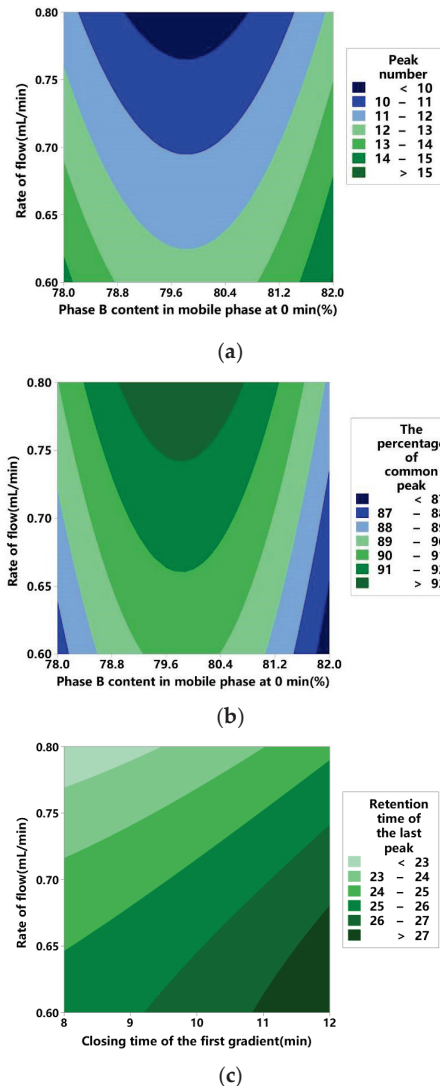 0.80
0.75
0.70
0.65
0.60
Rate of flow(mL/min)
78.0 78.8 79.6 80.4 81.2 82.0
Phase B content in mobile phase at 0 min(%)
Peak
number
< 10
10 – 11
11 – 12
12 – 13
13 – 14
14 – 15
> 15
(a)
0.80
0.75
0.70
0.65
0.60
Rate of flow(mL/min)
78.0 78.8 79.6 80.4 81.2 82.0
Phase B content in mobile phase at 0 min(%)
The
percentage
of
common
peak
< 87
87 – 88
88 – 89
89 – 90
90 – 91
91 – 92
> 92
(b)
0.80
0.75
0.70
0.65
0.60
Rate of flow(mL/min)
8 9 10 11 12
Closing time of the first gradient(min)
Retention
time of
the last
peak
< 23
23 – 24
24 – 25
25 – 26
26 – 27
> 27
(c)